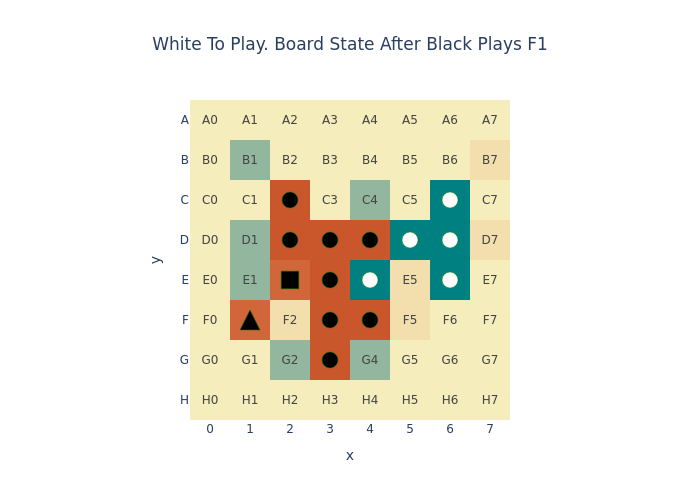 White To Play. Board State After Black Plays F1
A A0 A1 A2 A3 A4 A5 A6 A7
B B0 B1 B2 B3 B4 B5 B6 B7
C C0 C1 C3 C4 C5 C7
D D0 D1 D7
E E0 E1 E5 E7
F F0 F2 F5 F6 F7
G G0 G1 G2 G4 G5 G6 G7
H H0 H1 H2 H3 H4 H5 H6 H7
0 1 2 3 4 5 6 7
x
y